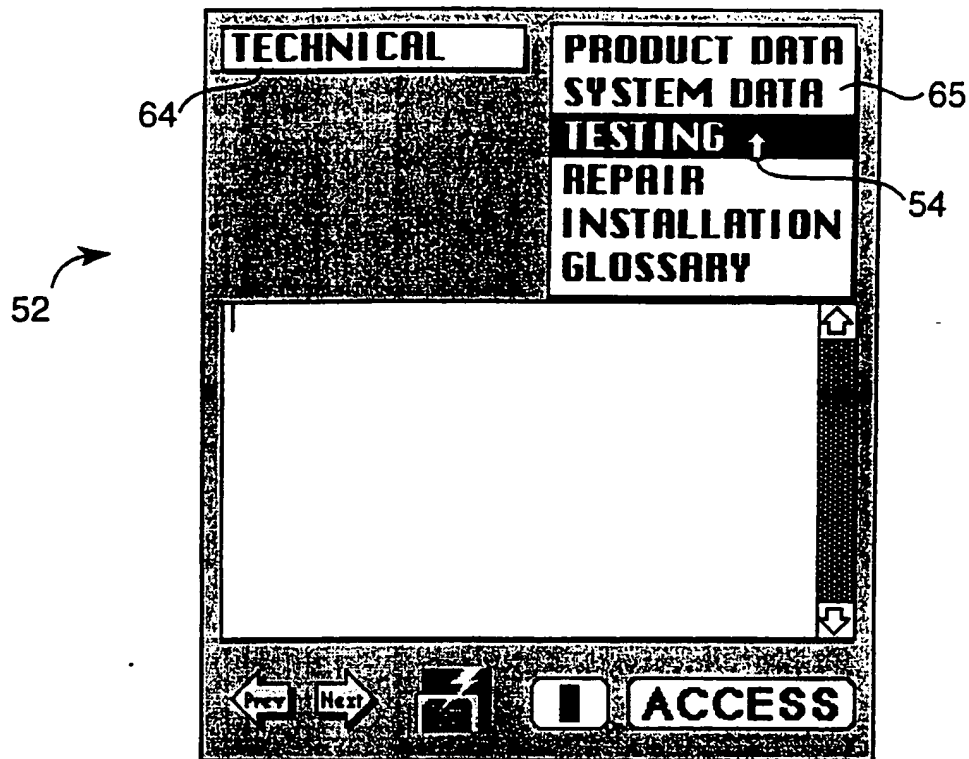 TECHNICAL
PRODUCT DATA
SYSTEM DATA
TESTING
REPAIR
INSTALLATION
GLOSSARY
64
65
54
52
Prev
Next
ACCESS